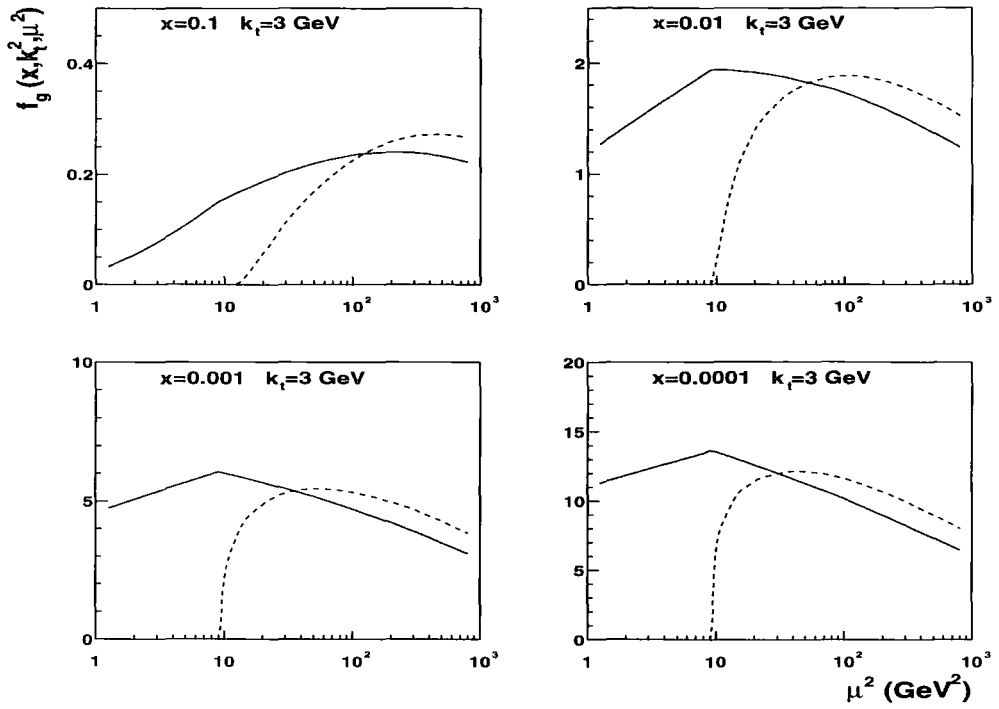 f_g (x,k_t^2,μ^2)
x=0.1 k_t=3 GeV
0.4
0.2
0
1 10 10^2 10^3
x=0.01 k_t=3 GeV
2
1
0
1 10 10^2 10^3
x=0.001 k_t=3 GeV
10
5
0
1 10 10^2 10^3
x=0.0001 k_t=3 GeV
20
15
10
5
0
1 10 10^2 10^3
μ^2 (GeV^2)